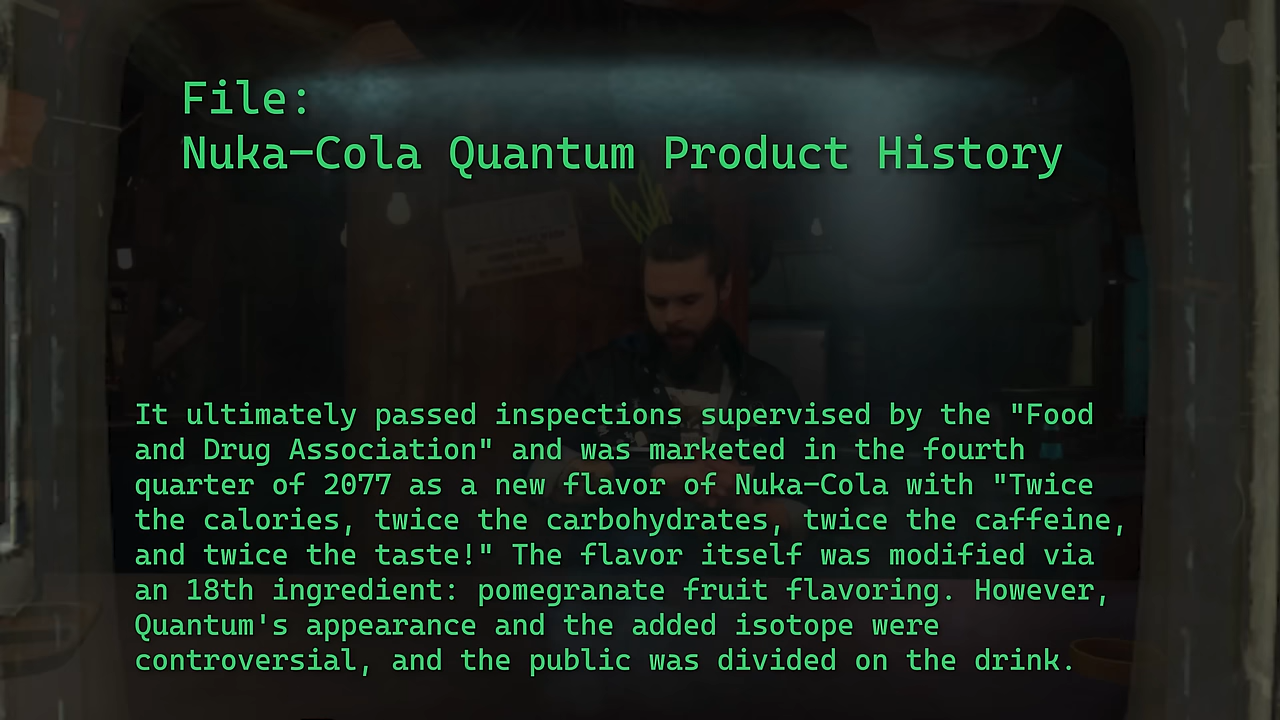 File:
Nuka-Cola Quantum Product History
It ultimately passed inspections supervised by the "Food
and Drug Association" and was marketed in the fourth
quarter of 2077 as a new flavor of Nuka-Cola with "Twice
the calories, twice the carbohydrates, twice the caffeine,
and twice the taste!" The flavor itself was modified via
an 18th ingredient: pomegranate fruit flavoring. However,
Quantum's appearance and the added isotope were
controversial, and the public was divided on the drink.